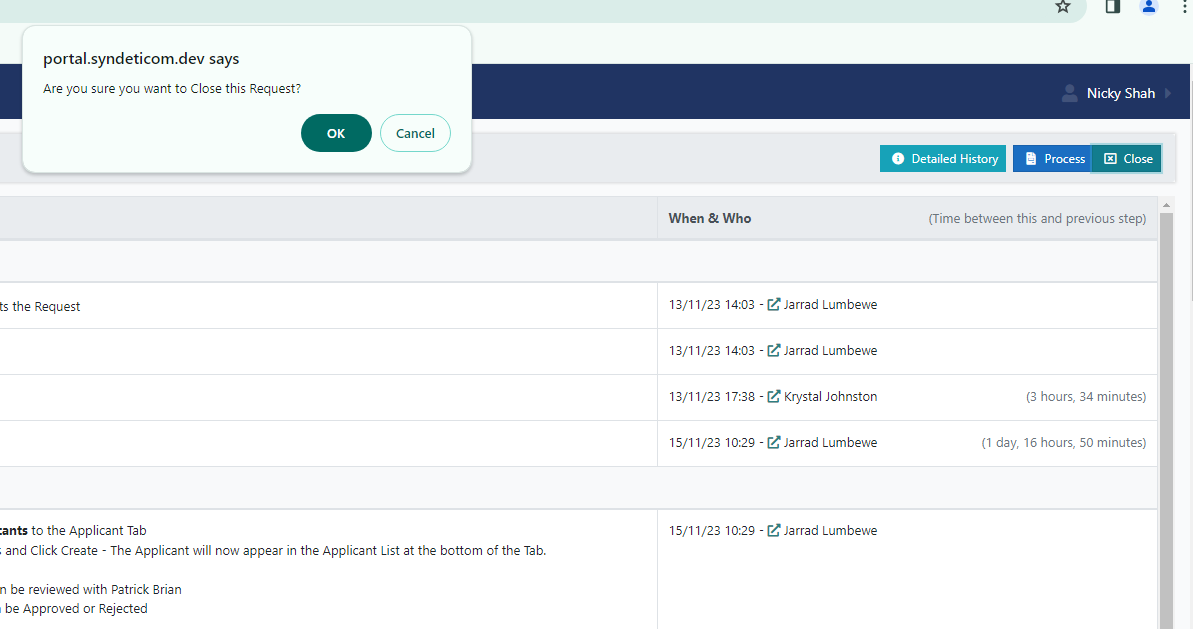 portal.syndeticom.dev says
Are you sure you want to Close this Request?
OK Cancel
Nicky Shah
Detailed History Process Close
When & Who (Time between this and previous step)
ts the Request 13/11/23 14:03 - Jarrad Lumbewe
13/11/23 14:03 - Jarrad Lumbewe
13/11/23 17:38 - Krystal Johnston (3 hours, 34 minutes)
15/11/23 10:29 - Jarrad Lumbewe (1 day, 16 hours, 50 minutes)
cants to the Applicant Tab 15/11/23 10:29 - Jarrad Lumbewe
s and Click Create - The Applicant will now appear in the Applicant List at the bottom of the Tab.
n be reviewed with Patrick Brian
be Approved or Rejected